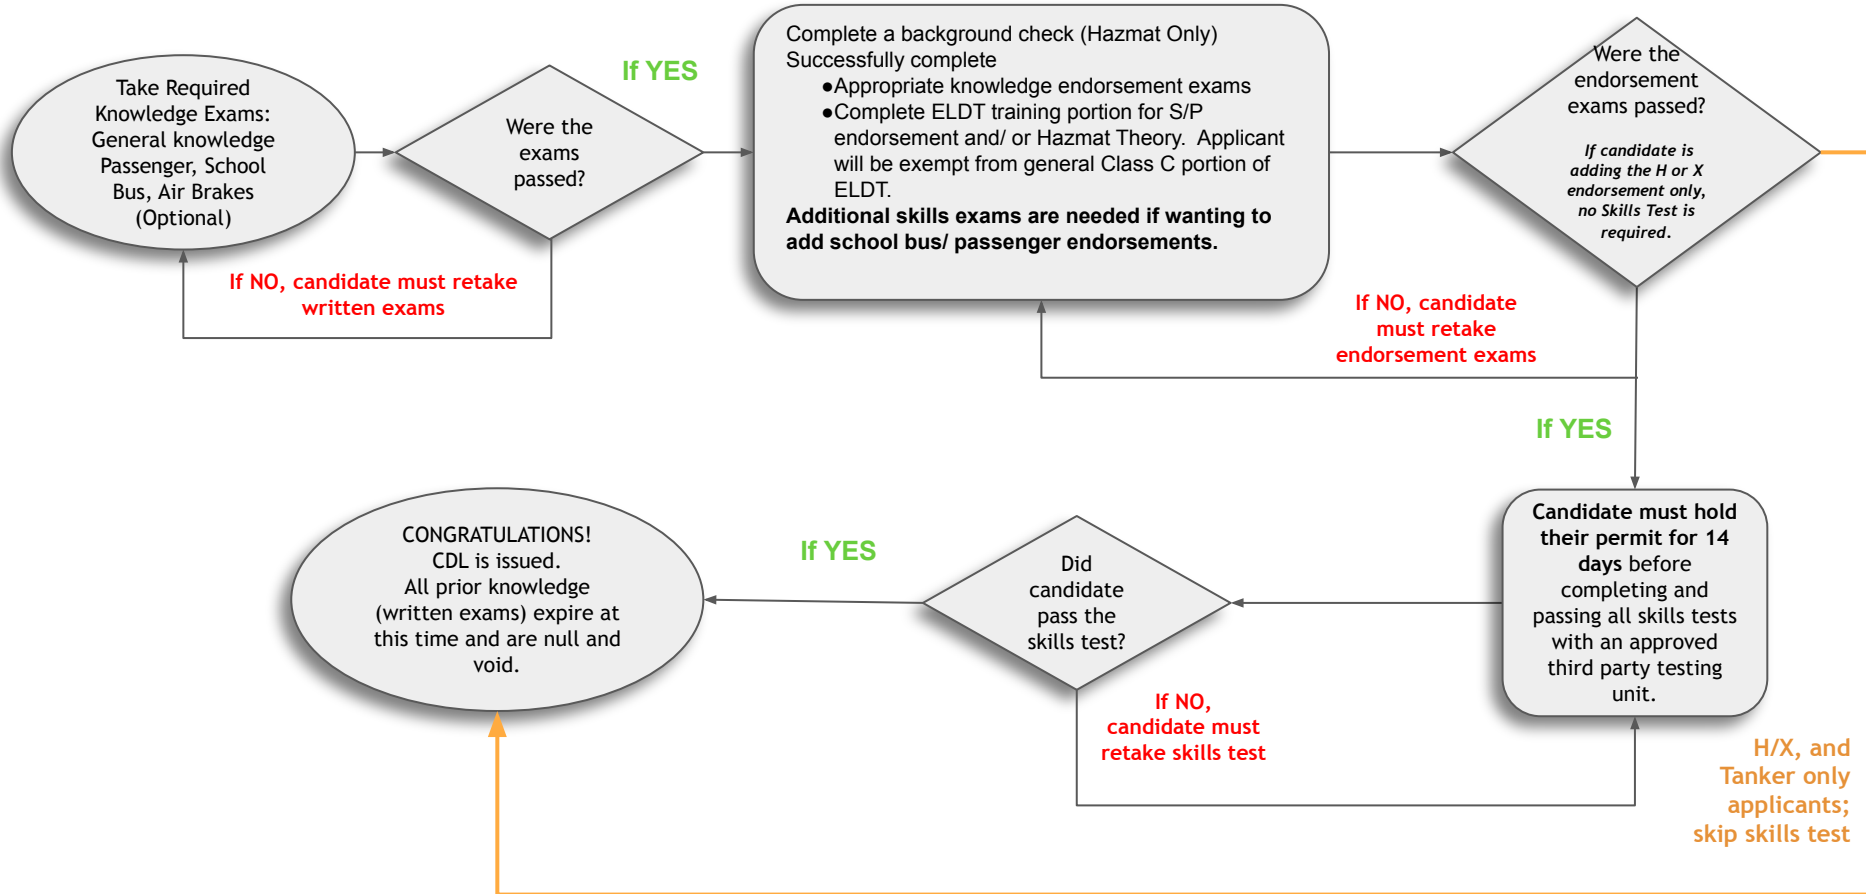 Take Required
Knowledge Exams:
General knowledge
Passenger, School
Bus, Air Brakes
(Optional)
Were the
exams
passed?
If YES
If NO, candidate must retake
written exams
Complete a background check (Hazmat Only)
Successfully complete
●Appropriate knowledge endorsement exams
●Complete ELDT training portion for S/P
endorsement and/ or Hazmat Theory. Applicant
will be exempt from general Class C portion of
ELDT.
Additional skills exams are needed if wanting to
add school bus/ passenger endorsements.
Were the
endorsement
exams passed?
If candidate is
adding the H or X
endorsement only,
no Skills Test is
required.
If NO, candidate
must retake
endorsement exams
If YES
Candidate must hold
their permit for 14
days before
completing and
passing all skills tests
with an approved
third party testing
unit.
Did
candidate
pass the
skills test?
If NO,
candidate must
retake skills test
If YES
CONGRATULATIONS!
CDL is issued.
All prior knowledge
(written exams) expire at
this time and are null and
void.
H/X, and
Tanker only
applicants;
skip skills test